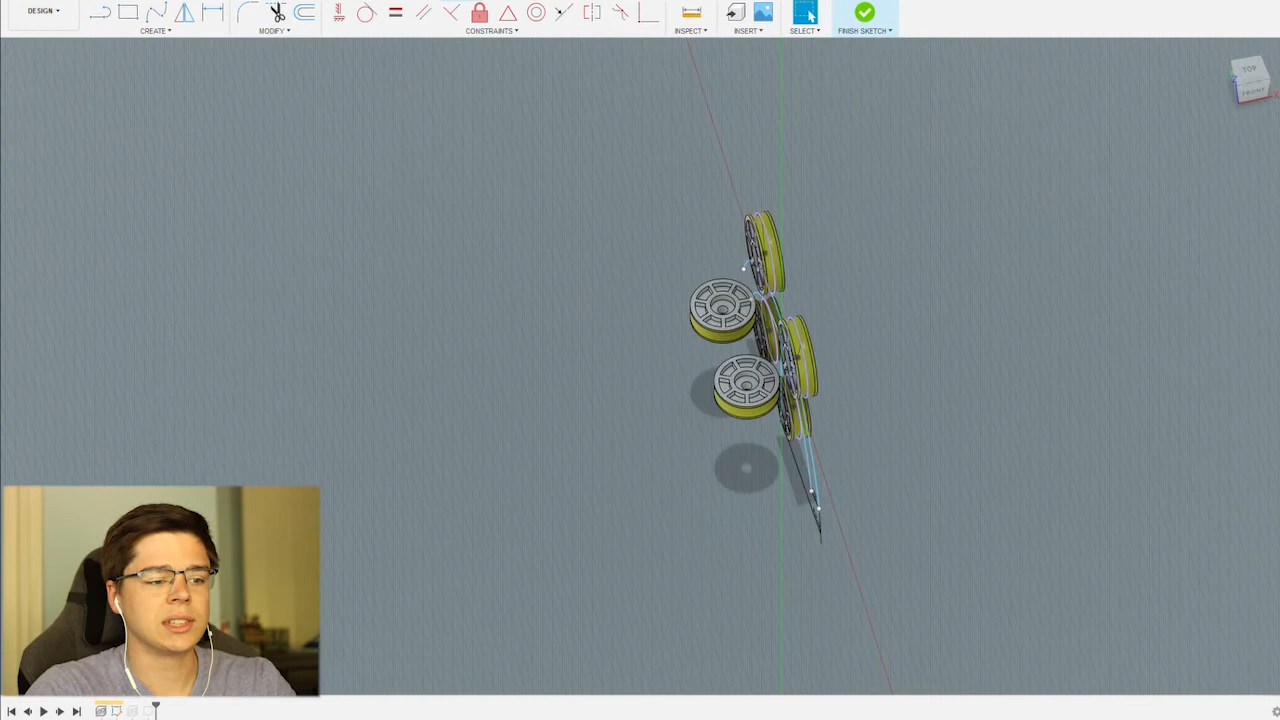 DESIGN
CREATE
MODIFY
CONSTRAINTS
INSPECT
INSERT
SELECT
FINISH SKETCH
TOP
FRONT
Z
X